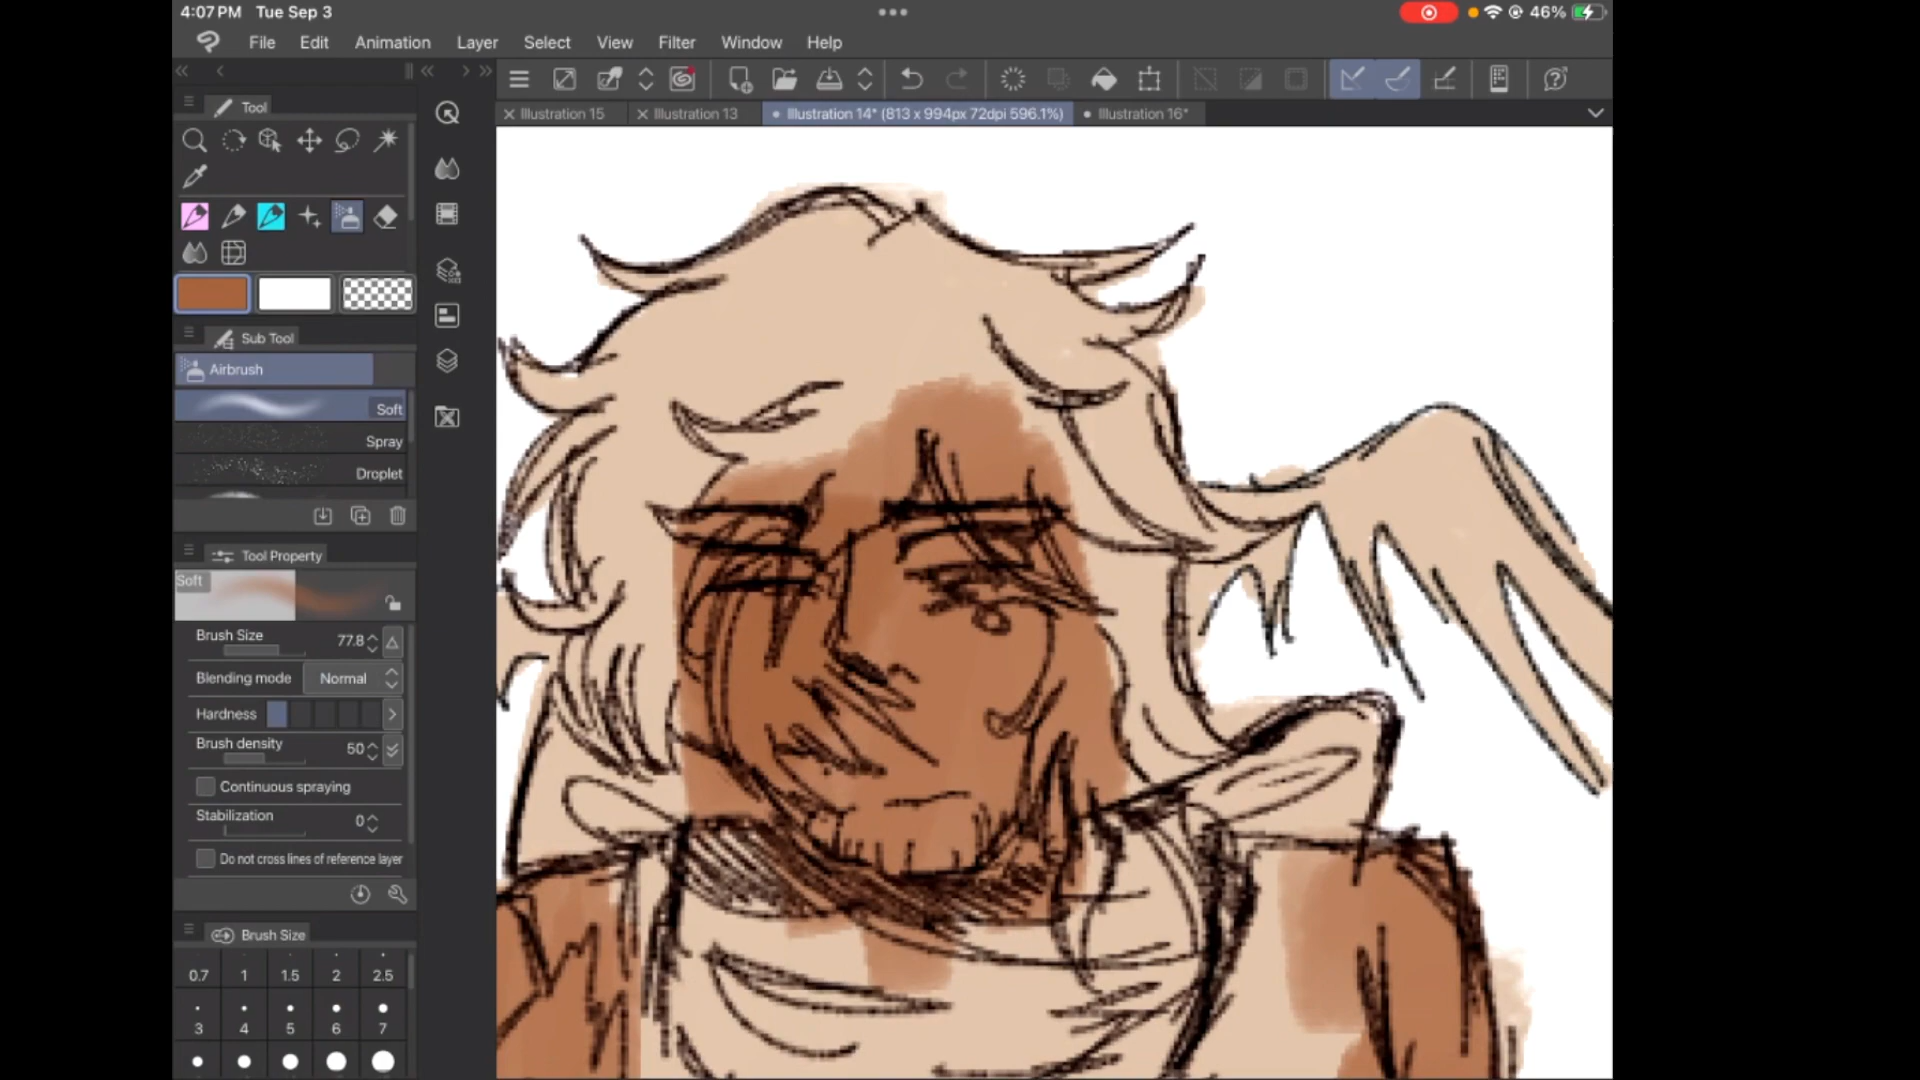 4:07 PM Tue Sep 3
46%
File Edit Animation Layer Select View Filter Window Help
Tool
Illustration 15 Illustration 13 Illustration 14* (813 x 994px 72dpi 596.1%) Illustration 16*
Sub Tool
Airbrush
Soft
Spray
Droplet
Tool Property
Soft
Brush Size 77.8
Blending mode Normal
Hardness
Brush density 50
Continuous spraying
Stabilization 0
Do not cross lines of reference layer
Brush Size
0.7 1 1.5 2 2.5
3 4 5 6 7